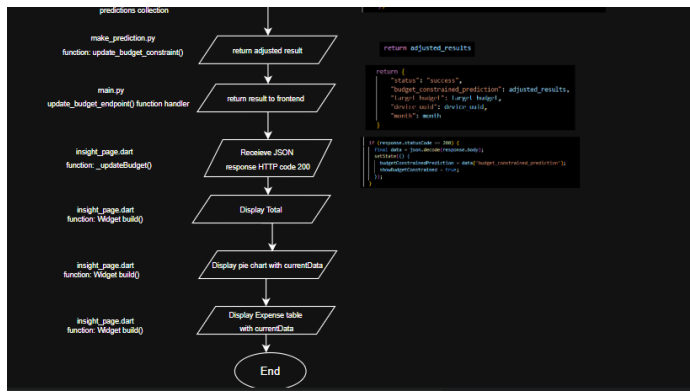 predictions collection
make_prediction.py
function: update_budget_constraint()
return adjusted result
return adjusted_results
main.py
update_budget_endpoint() function handler
return result to frontend
return {
"status": "success",
"budget_constrained_prediction": adjusted_results,
"target_budget": target_budget,
"device_uuid": device_uuid,
"month": month
}
insight_page.dart
function: _updateBudget()
Receieve JSON
response HTTP code 200
if (response.statusCode == 200) {
final data = json.decode(response.body);
setState(() {
budgetConstrainedPrediction = data["budget_constrained_prediction"];
showBudgetConstrained = true;
});
}
insight_page.dart
function: Widget build()
Display Total
insight_page.dart
function: Widget build()
Display pie chart with currentData
insight_page.dart
function: Widget build()
Display Expense table
with currentData
End